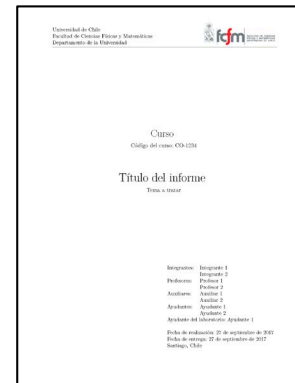 Universidad de Chile
Facultad de Ciencias Físicas y Matemáticas
Departamento de la Universidad
fcfm
Curso
Código del curso: CO-1234
Título del informe
Tema a tratar
Integrantes: Integrante 1
Integrante 2
Profesores: Profesor 1
Profesor 2
Auxiliares: Auxiliar 1
Auxiliar 2
Ayudantes: Ayudante 1
Ayudante 2
Ayudante del laboratorio: Ayudante 1
Fecha de realización: 27 de septiembre de 2017
Fecha de entrega: 27 de septiembre de 2017
Santiago, Chile